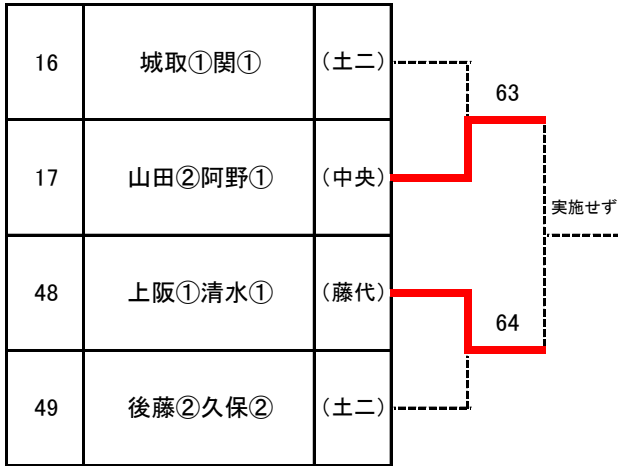 16 城取①関① (土二)
63
17 山田②阿野① (中央)
実施せず
48 上阪①清水① (藤代)
64
49 後藤②久保② (土二)